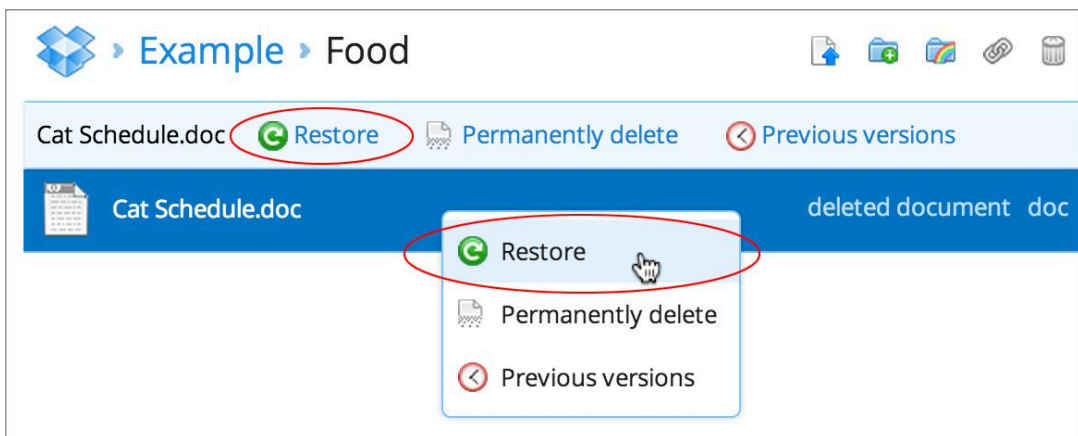 Example Food
Cat Schedule.doc Restore Permanently delete Previous versions
Cat Schedule.doc deleted document doc
Restore
Permanently delete
Previous versions